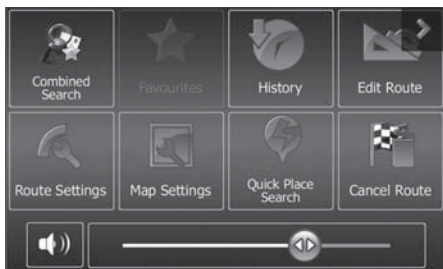 Combined
Search
Favourites
History
Edit Route
Route Settings
Map Settings
Quick Place
Search
Cancel Route